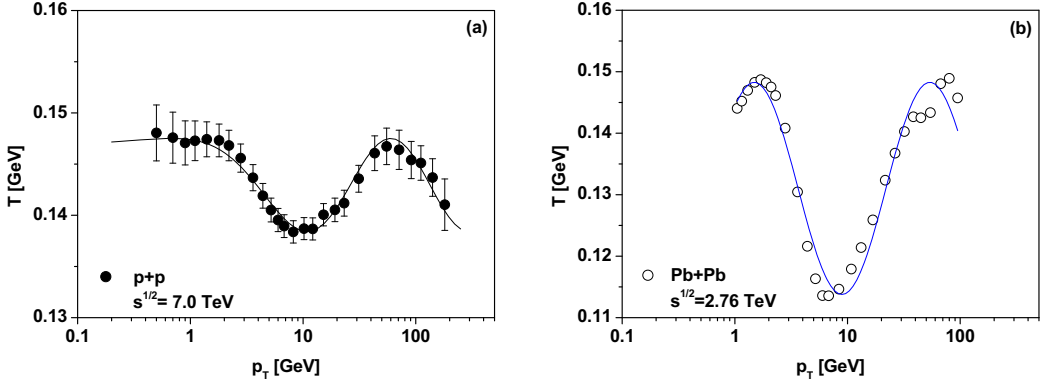 0.16
(a)
0.15
T [GeV]
0.14
p+p
s^1/2= 7.0 TeV
0.13
0.1
1
10
100
p_T [GeV]
0.16
(b)
0.15
0.14
T [GeV]
0.13
0.12
Pb+Pb
s^1/2=2.76 TeV
0.11
0.1
1
10
100
p_T [GeV]